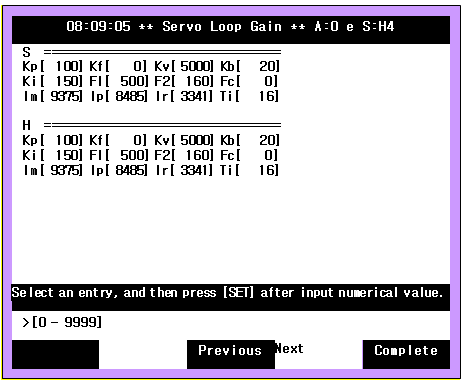 08:09:05 ** Servo Loop Gain ** A:0 e S:H4
S ==============================
Kp[ 100] Kf[ 0] Kv[5000] Kb[ 20]
Ki[ 150] Fl[ 500] F2[ 160] Fc[ 0]
Im[ 9375] Ip[ 8485] Ir[ 3341] Ti[ 16]
H ==============================
Kp[ 100] Kf[ 0] Kv[5000] Kb[ 20]
Ki[ 150] Fl[ 500] F2[ 160] Fc[ 0]
Im[ 9375] Ip[ 8485] Ir[ 3341] Ti[ 16]
Select an entry, and then press [SET] after input numerical value.
>[0 - 9999]
Previous Next Complete